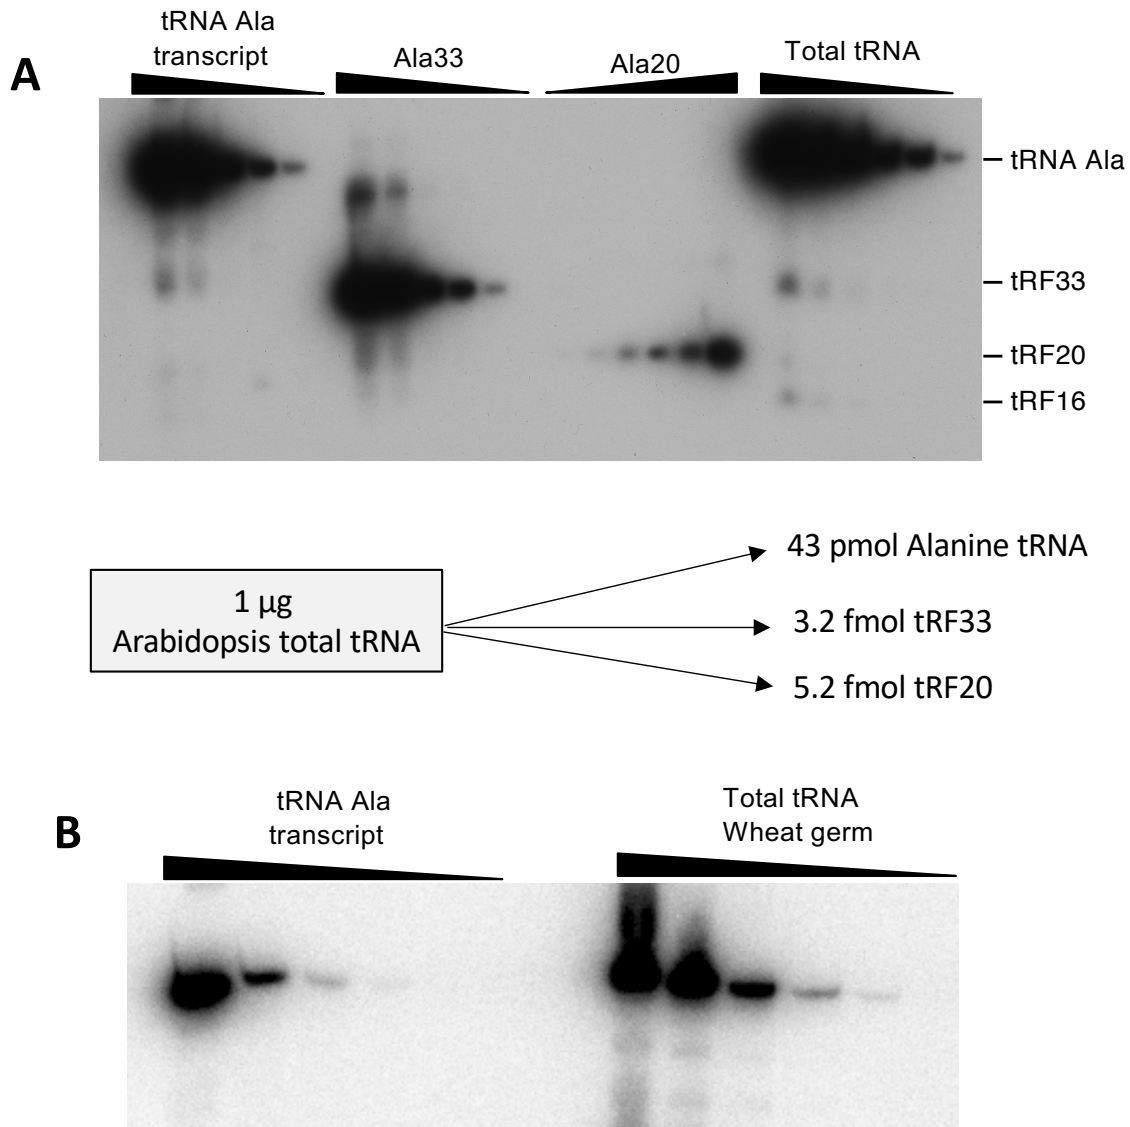 A
tRNA Ala
transcript
Ala33
Ala20
Total tRNA
tRNA Ala
tRF33
tRF20
tRF16
1 µg
Arabidopsis total tRNA
43 pmol Alanine tRNA
3.2 fmol tRF33
5.2 fmol tRF20
B
tRNA Ala
transcript
Total tRNA
Wheat germ